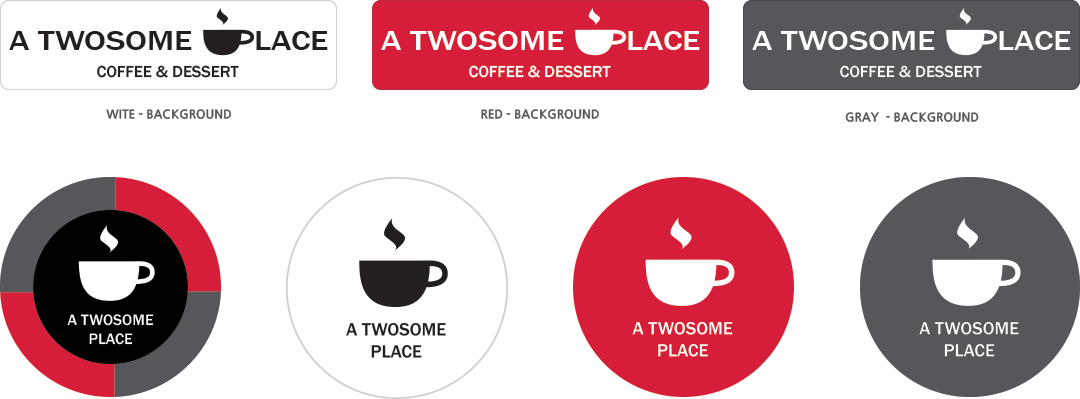 A TWOSOME PLACE
COFFEE & DESSERT
WITE - BACKGROUND
A TWOSOME PLACE
COFFEE & DESSERT
RED - BACKGROUND
A TWOSOME PLACE
COFFEE & DESSERT
GRAY - BACKGROUND
A TWOSOME
PLACE
A TWOSOME
PLACE
A TWOSOME
PLACE
A TWOSOME
PLACE